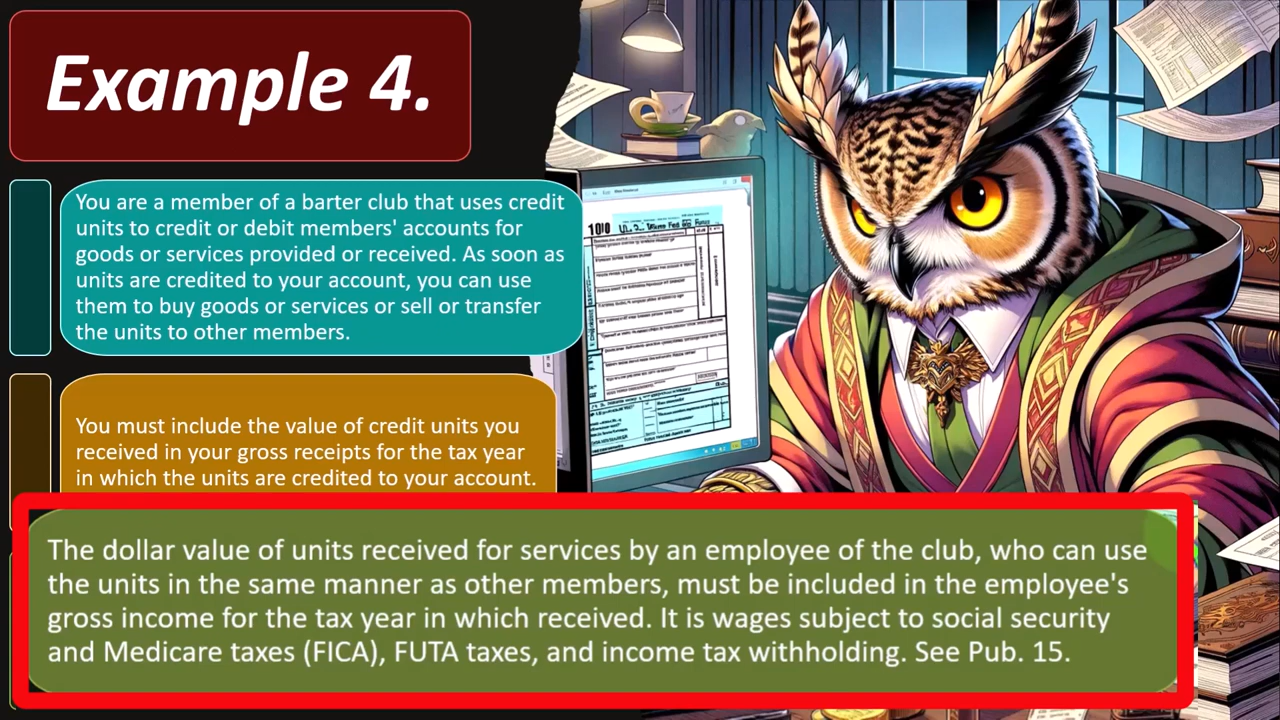 Example 4.
You are a member of a barter club that uses credit
units to credit or debit members' accounts for
goods or services provided or received. As soon as
units are credited to your account, you can use
them to buy goods or services or sell or transfer
the units to other members.
You must include the value of credit units you
received in your gross receipts for the tax year
in which the units are credited to your account.
The dollar value of units received for services by an employee of the club, who can use
the units in the same manner as other members, must be included in the employee's
gross income for the tax year in which received. It is wages subject to social security
and Medicare taxes (FICA), FUTA taxes, and income tax withholding. See Pub. 15.